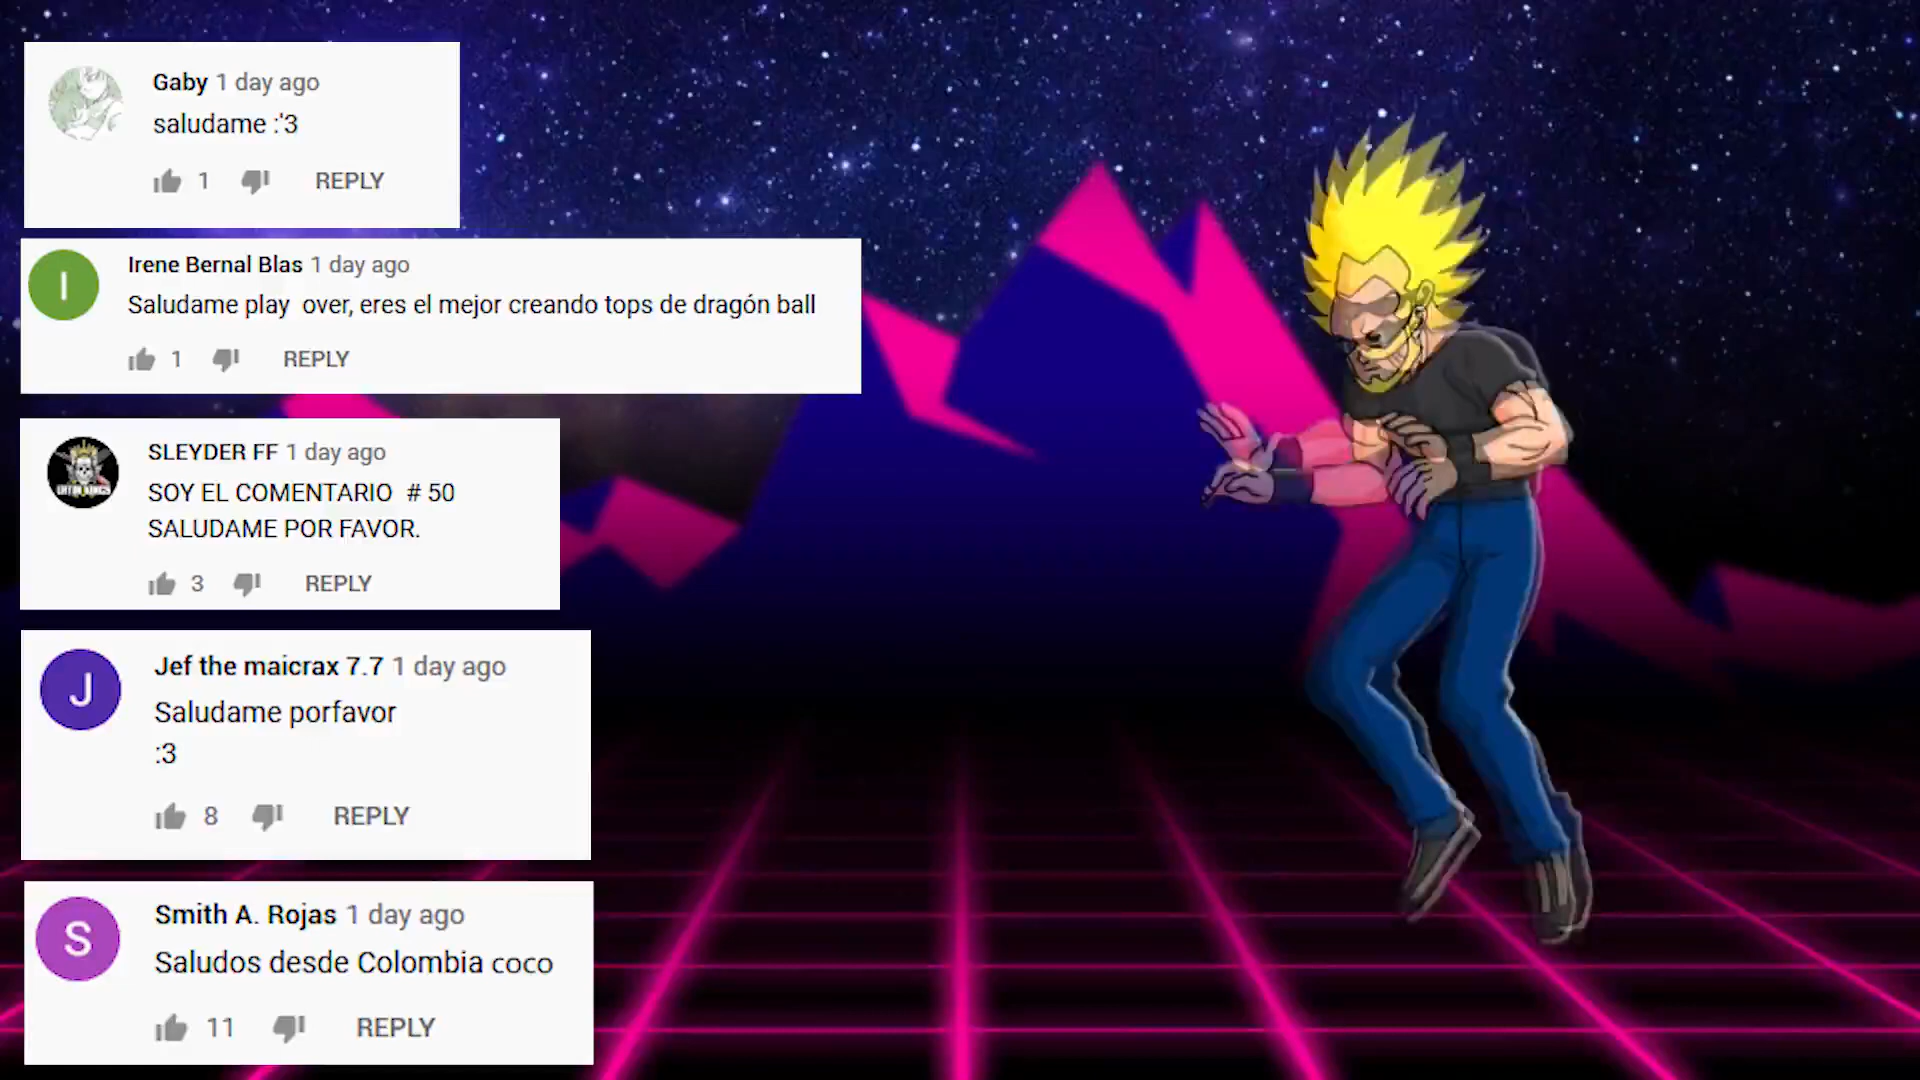 Gaby 1 day ago
saludame :'3
1 REPLY
I
Irene Bernal Blas 1 day ago
Saludame play  over, eres el mejor creando tops de dragón ball
1 REPLY
SLEYDER FF 1 day ago
SOY EL COMENTARIO  # 50
SALUDAME POR FAVOR.
3 REPLY
J
Jef the maicrax 7.7 1 day ago
Saludame porfavor
:3
8 REPLY
S
Smith A. Rojas 1 day ago
Saludos desde Colombia coco
11 REPLY